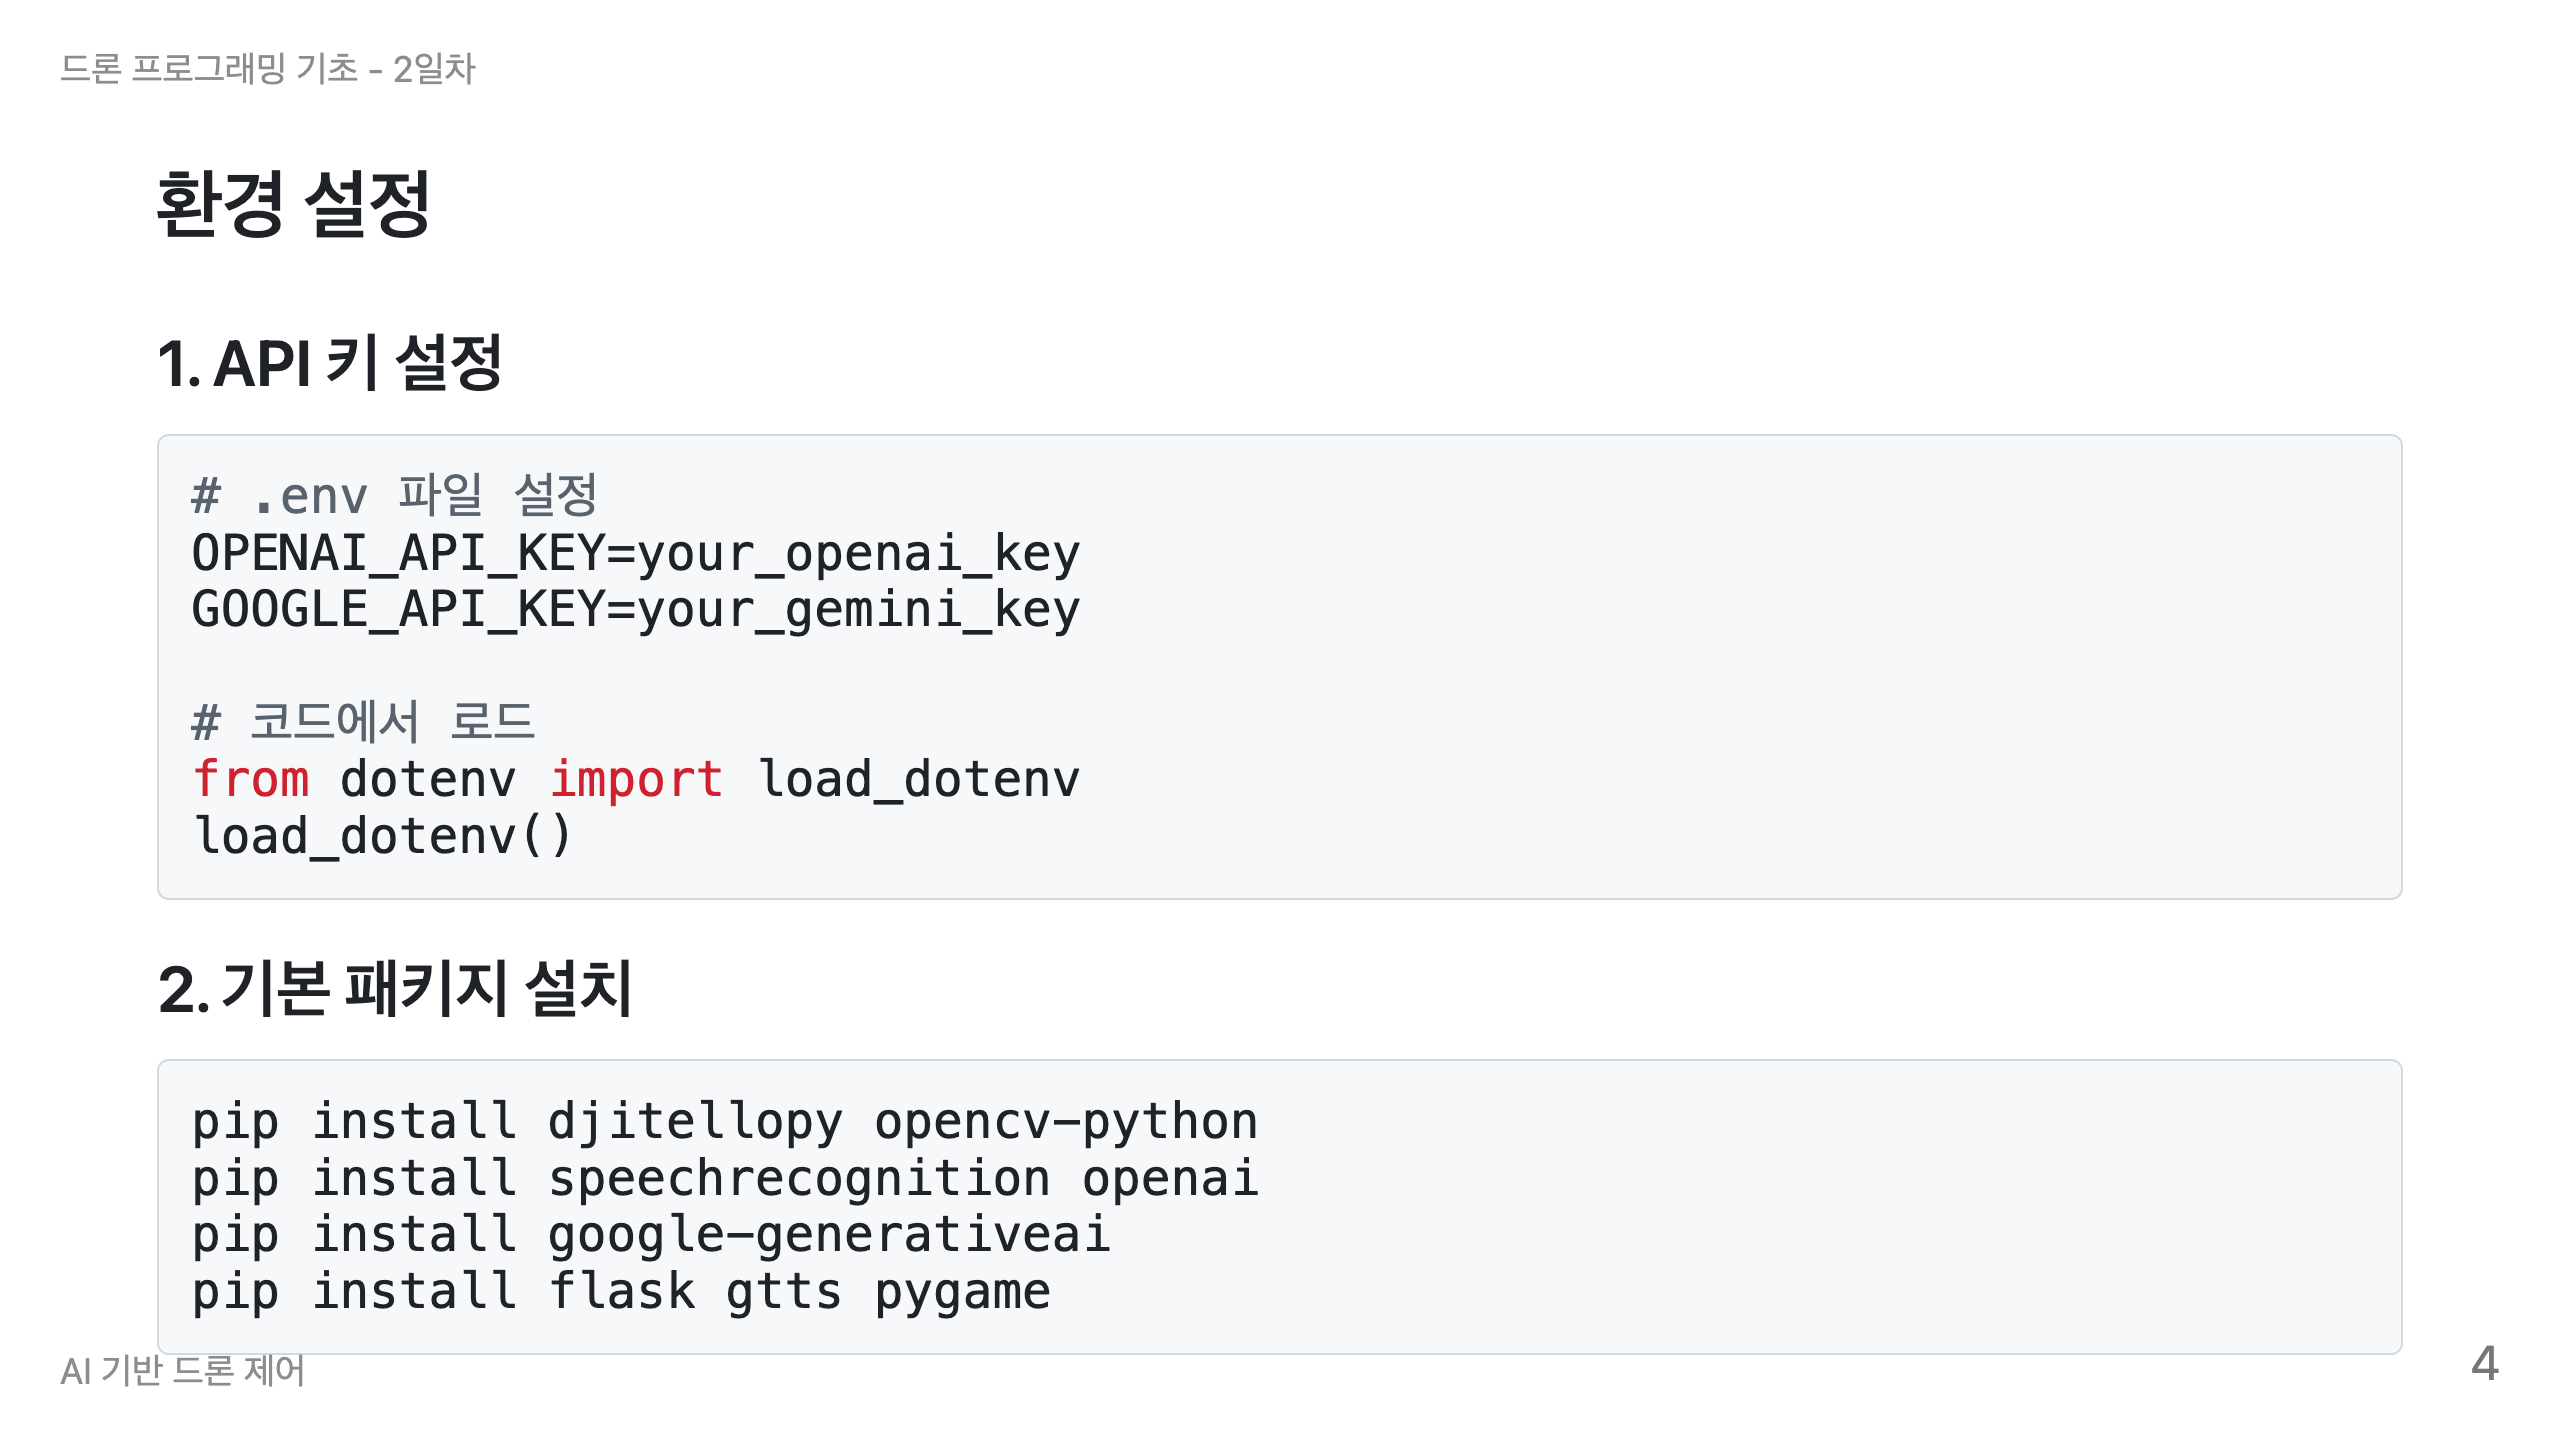 드론 프로그래밍 기초 - 2일차
환경 설정
1. API 키 설정
# .env 파일 설정
OPENAI_API_KEY=your_openai_key
GOOGLE_API_KEY=your_gemini_key
# 코드에서 로드
from dotenv import load_dotenv
load_dotenv()
2. 기본 패키지 설치
pip install djitellopy opencv-python
pip install speechrecognition openai
pip install google-generativeai
pip install flask gtts pygame
AI 기반 드론 제어
4